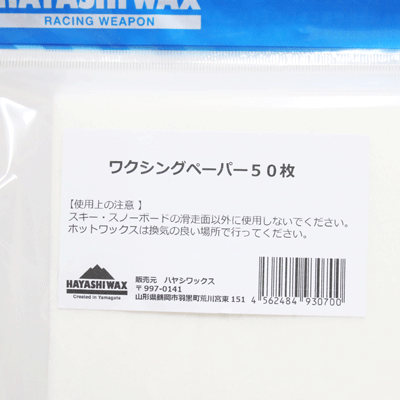 HAYASHI WAX
RACING WEAPON
ワクシングペーパー50枚
【使用上の注意 】
スキー・スノーボードの滑走面以外に使用しないでください。
ホットワックスは換気の良い場所で行ってください。
HAYASHI WAX
Created in Yamagata
販売元 ハヤシワックス
〒997-0141
山形県鶴岡市羽黒町荒川宮東 151
4 562484 930700